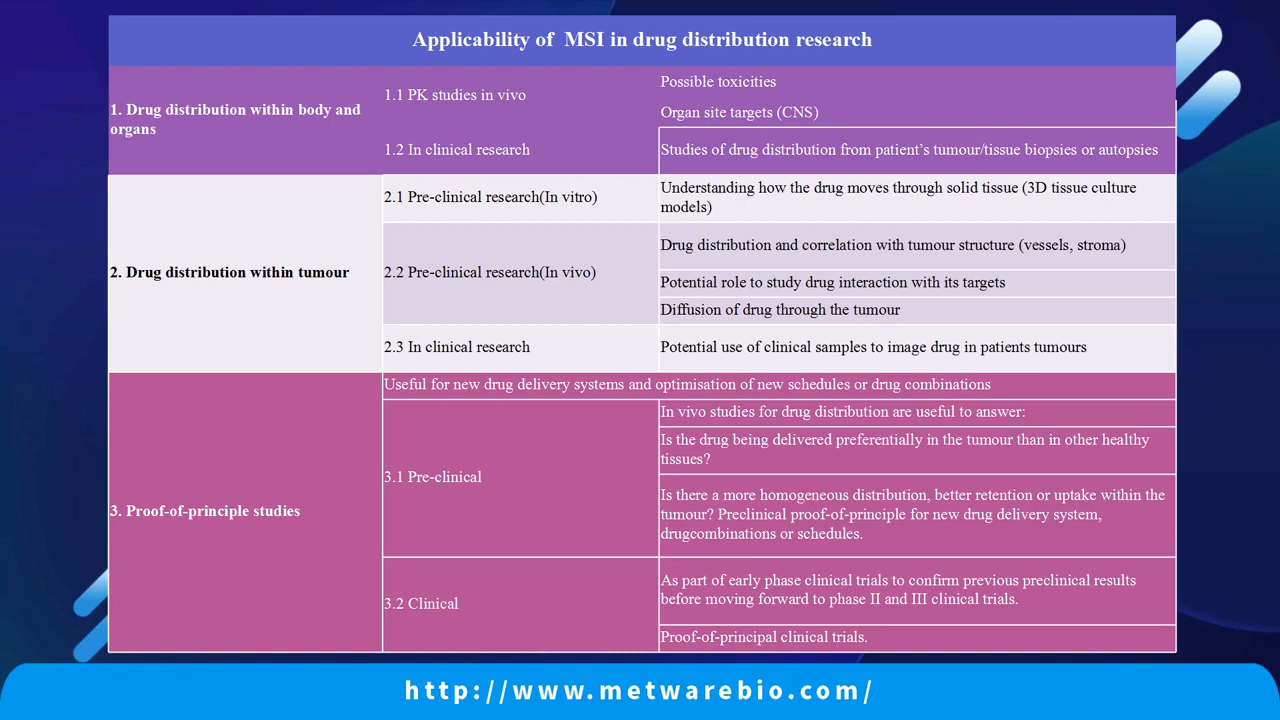 Applicability of  MSI in drug distribution research
1. Drug distribution within body and
organs
1.1 PK studies in vivo
Possible toxicities
Organ site targets (CNS)
1.2 In clinical research
Studies of drug distribution from patient’s tumour/tissue biopsies or autopsies
2. Drug distribution within tumour
2.1 Pre-clinical research(In vitro)
Understanding how the drug moves through solid tissue (3D tissue culture
models)
2.2 Pre-clinical research(In vivo)
Drug distribution and correlation with tumour structure (vessels, stroma)
Potential role to study drug interaction with its targets
Diffusion of drug through the tumour
2.3 In clinical research
Potential use of clinical samples to image drug in patients tumours
3. Proof-of-principle studies
Useful for new drug delivery systems and optimisation of new schedules or drug combinations
3.1 Pre-clinical
In vivo studies for drug distribution are useful to answer:
Is the drug being delivered preferentially in the tumour than in other healthy
tissues?
Is there a more homogeneous distribution, better retention or uptake within the
tumour? Preclinical proof-of-principle for new drug delivery system,
drugcombinations or schedules.
3.2 Clinical
As part of early phase clinical trials to confirm previous preclinical results
before moving forward to phase II and III clinical trials.
Proof-of-principal clinical trials.
http://www.metwarebio.com/